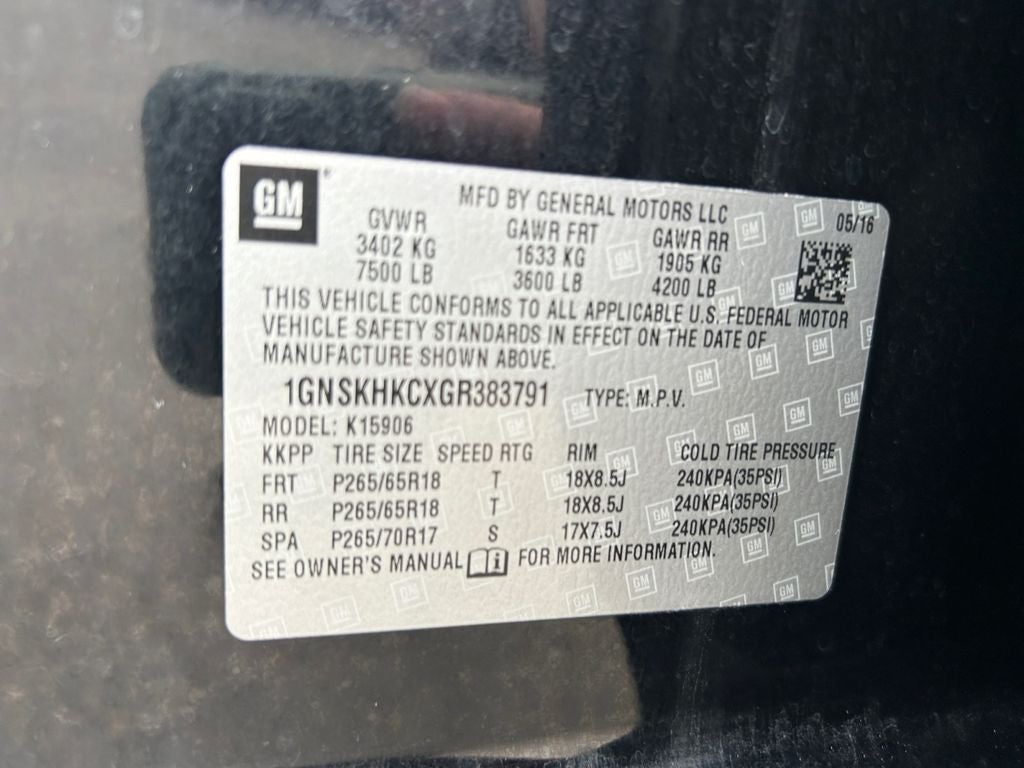 GM
MFD BY GENERAL MOTORS LLC
05/16
GVWR GAWR FRT GAWR RR
3402 KG 1633 KG 1905 KG
7500 LB 3600 LB 4200 LB
THIS VEHICLE CONFORMS TO ALL APPLICABLE U.S. FEDERAL MOTOR
VEHICLE SAFETY STANDARDS IN EFFECT ON THE DATE OF
MANUFACTURE SHOWN ABOVE.
1GNSKHKCXGR383791 TYPE: M.P.V.
MODEL: K15906
KKPP TIRE SIZE SPEED RTG RIM COLD TIRE PRESSURE
FRT P265/65R18 T 18X8.5J 240KPA(35PSI)
RR P265/65R18 T 18X8.5J 240KPA(35PSI)
SPA P265/70R17 S 17X7.5J 240KPA(35PSI)
SEE OWNER'S MANUAL FOR MORE INFORMATION.